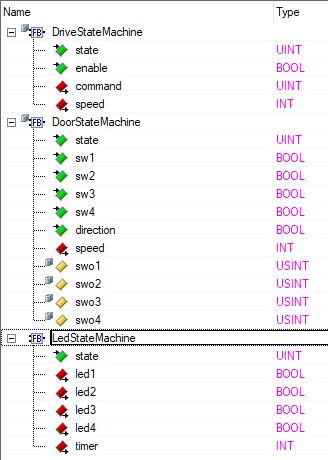 Name Type
FB DriveStateMachine
state UINT
enable BOOL
command UINT
speed INT
FB DoorStateMachine
state UINT
sw1 BOOL
sw2 BOOL
sw3 BOOL
sw4 BOOL
direction BOOL
speed INT
swo1 USINT
swo2 USINT
swo3 USINT
swo4 USINT
FB LedStateMachine
state UINT
led1 BOOL
led2 BOOL
led3 BOOL
led4 BOOL
timer INT